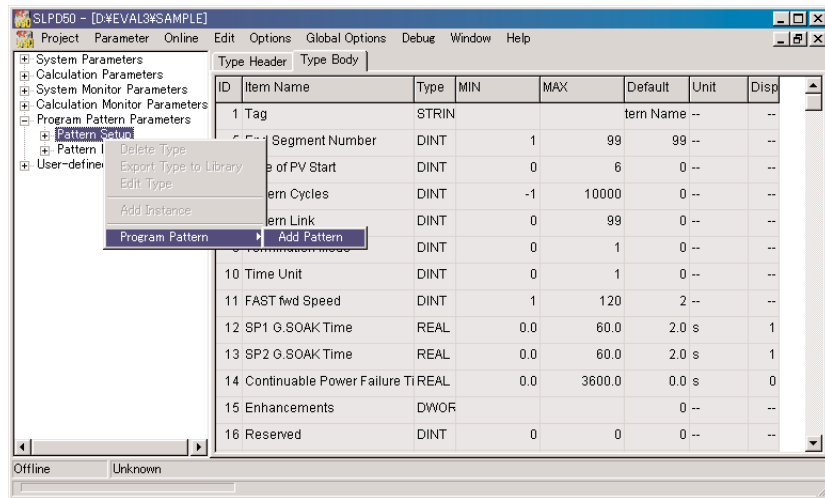 SLPD50 - [D:¥EVAL3¥SAMPLE]
Project Parameter Online Edit Options Global Options Debug Window Help
System Parameters
Calculation Parameters
System Monitor Parameters
Calculation Monitor Parameters
Program Pattern Parameters
Pattern Setup
Pattern
User-define
Delete Type
Export Type to Library
Edit Type
Add Instance
Program Pattern
Add Pattern
Type Header Type Body
ID Item Name Type MIN MAX Default Unit Disp
1 Tag STRIN tern Name -- --
Segment Number DINT 1 99 99 -- --
e of PV Start DINT 0 6 0 -- --
ern Cycles DINT -1 10000 0 -- --
ern Link DINT 0 99 0 -- --
DINT 0 1 0 -- --
10 Time Unit DINT 0 1 0 -- --
11 FAST fwd Speed DINT 1 120 2 -- --
12 SP1 G.SOAK Time REAL 0.0 60.0 2.0 s 1
13 SP2 G.SOAK Time REAL 0.0 60.0 2.0 s 1
14 Continuable Power Failure Ti REAL 0.0 3600.0 0.0 s 0
15 Enhancements DWOR 0 -- --
16 Reserved DINT 0 0 0 -- --
Offline Unknown